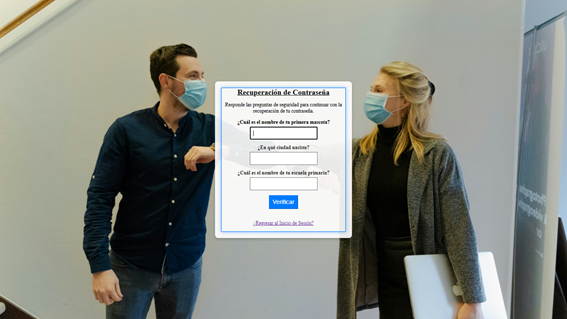 Recuperación de Contraseña
Responde las preguntas de seguridad para continuar con la
recuperación de tu contraseña.
¿Cuál es el nombre de tu primera mascota?
¿En qué ciudad naciste?
¿Cuál es el nombre de tu escuela primaria?
Verificar
¿Regresar al Inicio de Sesión?